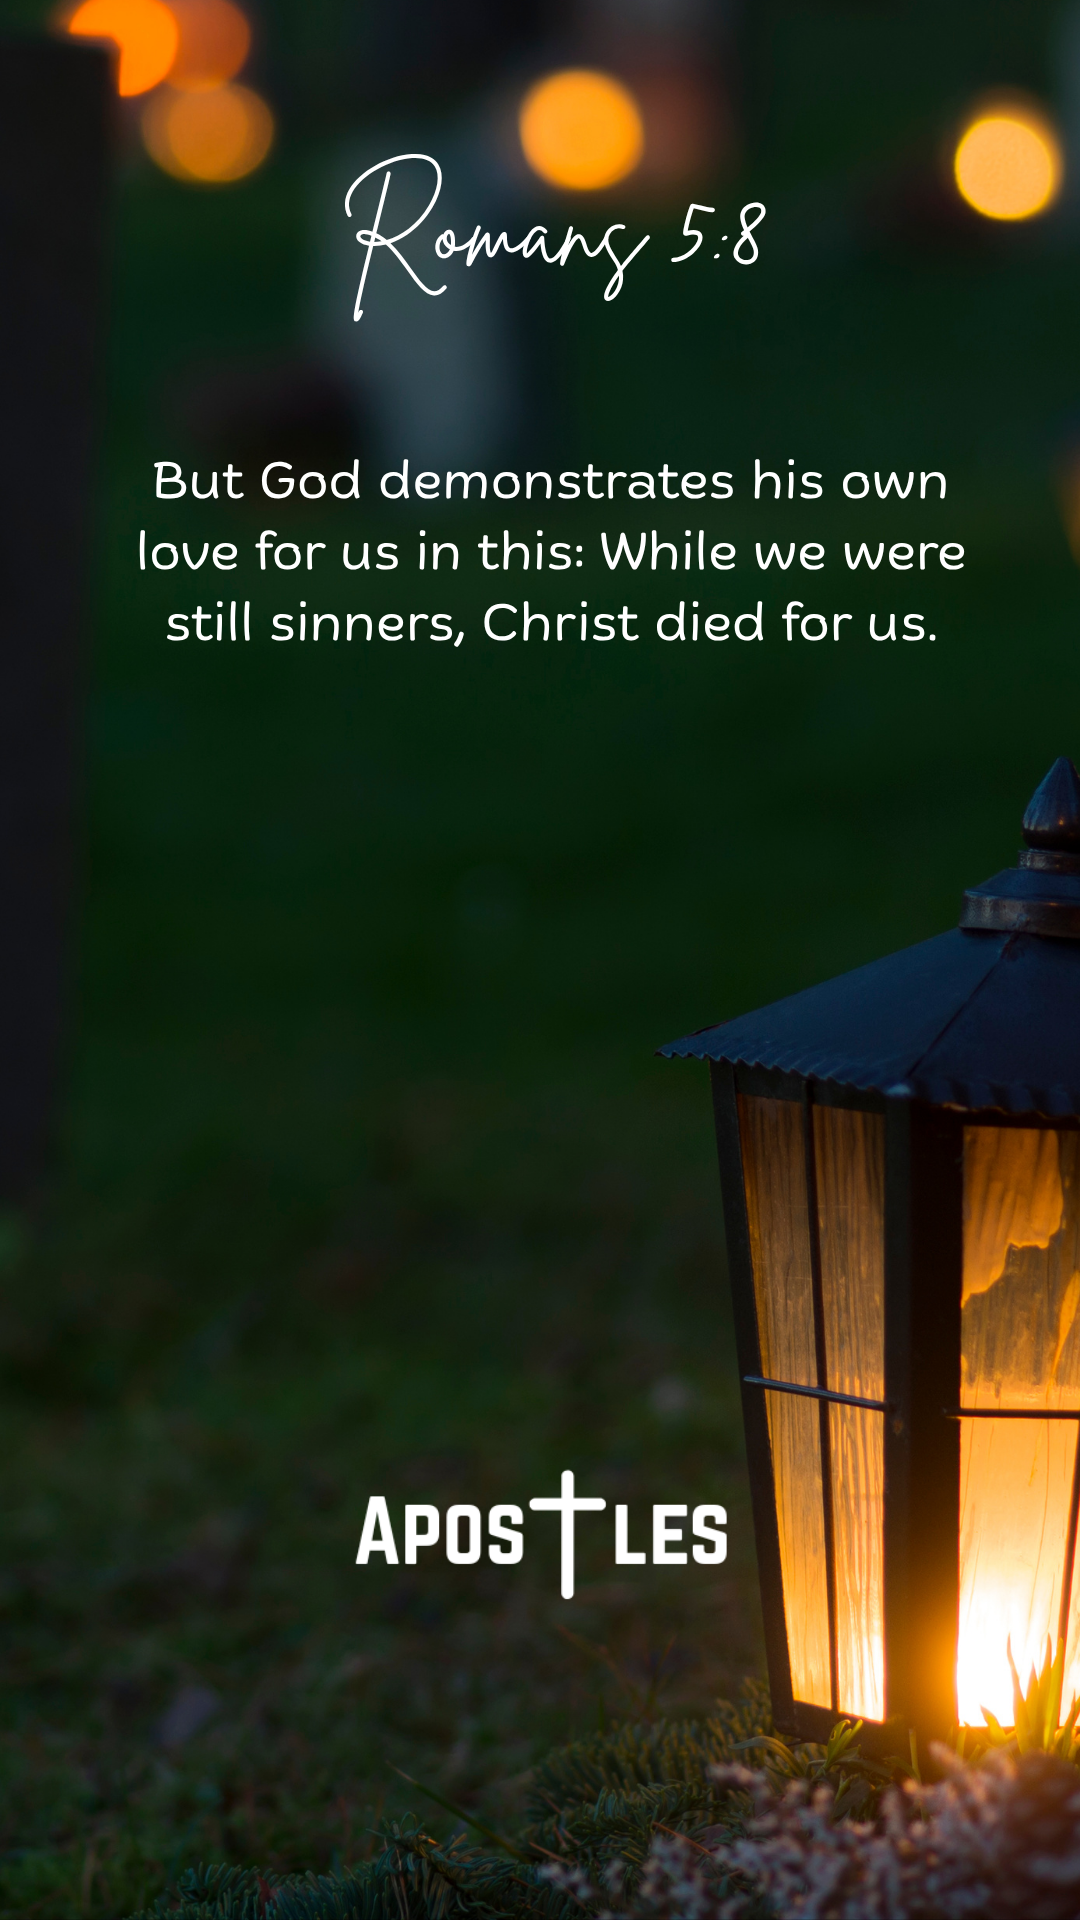 Romans 5:8
But God demonstrates his own
love for us in this: While we were
still sinners, Christ died for us.
APOSTLES